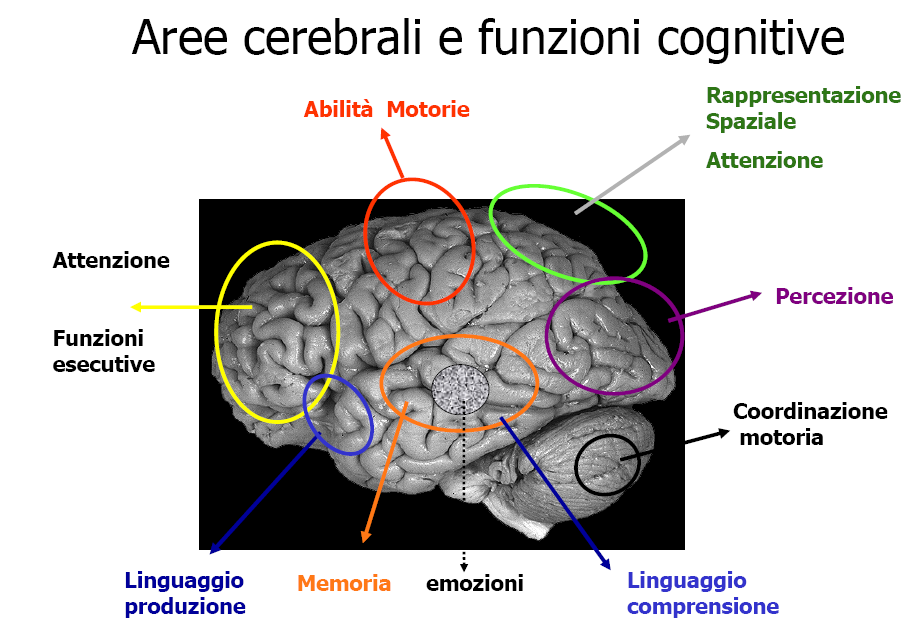 Aree cerebrali e funzioni cognitive
Abilità Motorie
Rappresentazione
Spaziale
Attenzione
Attenzione
Funzioni
esecutive
Percezione
Coordinazione
motoria
Linguaggio
produzione
Memoria
emozioni
Linguaggio
comprensione